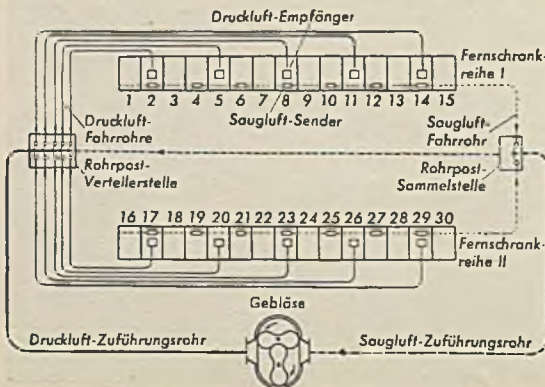 Druckluft-Empfänger
Fernschrank-
reihe I
1 2 3 4 5 6 7 8 9 10 11 12 13 14 15
Druckluft-
Fahrrohre
Saugluft-Sender
Saugluft-
Fahrrohr
Rohrpost-
Verteilerstelle
Rohrpost-
Sammelstelle
16 17 18 19 20 21 22 23 24 25 26 27 28 29 30
Fernschrank-
reihe II
Gebläse
Druckluft-Zuführungsrohr
Saugluft-Zuführungsrohr